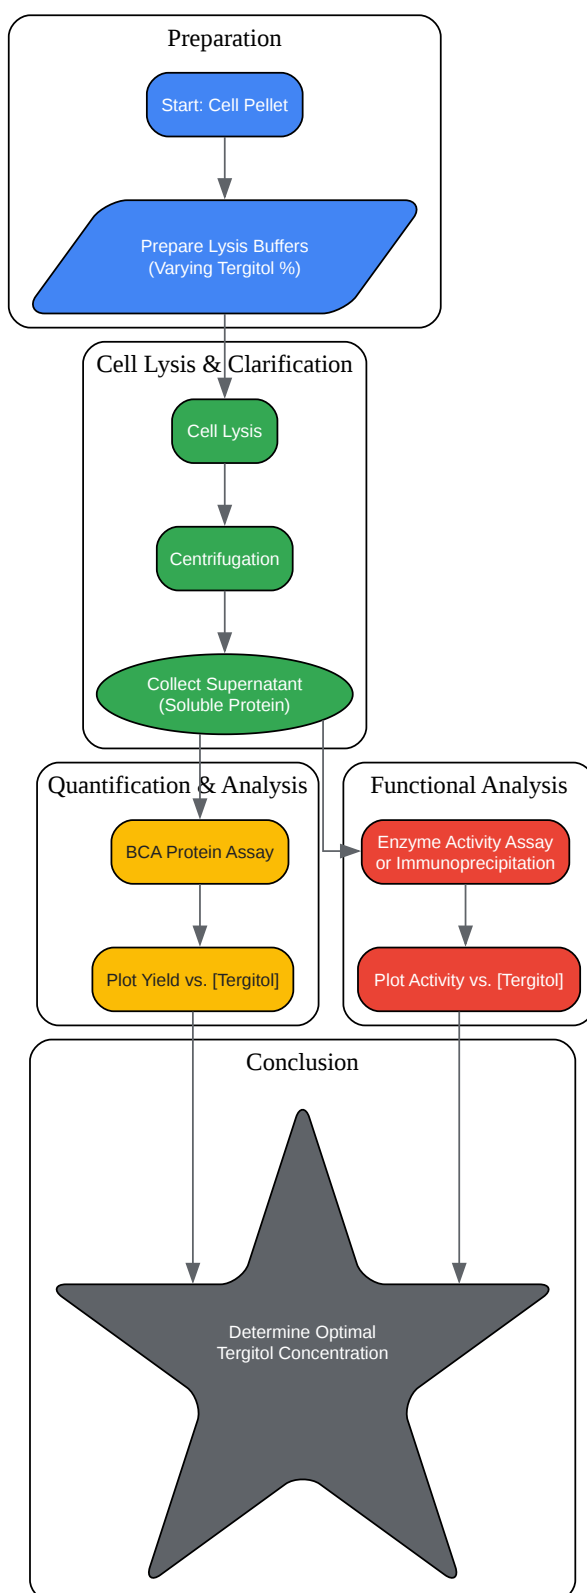 Preparation
Start: Cell Pellet
Prepare Lysis Buffers
(Varying Tergitol %)
Cell Lysis & Clarification
Cell Lysis
Centrifugation
Collect Supernatant
(Soluble Protein)
Quantification & Analysis
BCA Protein Assay
Plot Yield vs. [Tergitol]
Functional Analysis
Enzyme Activity Assay
or Immunoprecipitation
Plot Activity vs. [Tergitol]
Conclusion
Determine Optimal
Tergitol Concentration